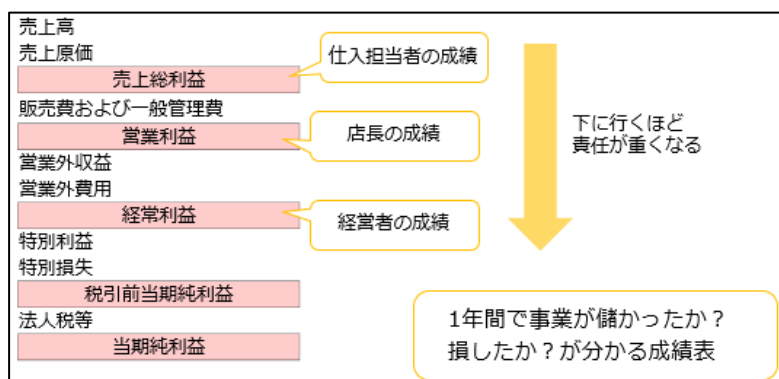 売上高
売上原価
売上総利益
販売費および一般管理費
営業利益
営業外収益
営業外費用
経常利益
特別利益
特別損失
税引前当期純利益
法人税等
当期純利益
仕入担当者の成績
店長の成績
経営者の成績
下に行くほど
責任が重くなる
1年間で事業が儲かったか？
損したか？が分かる成績表